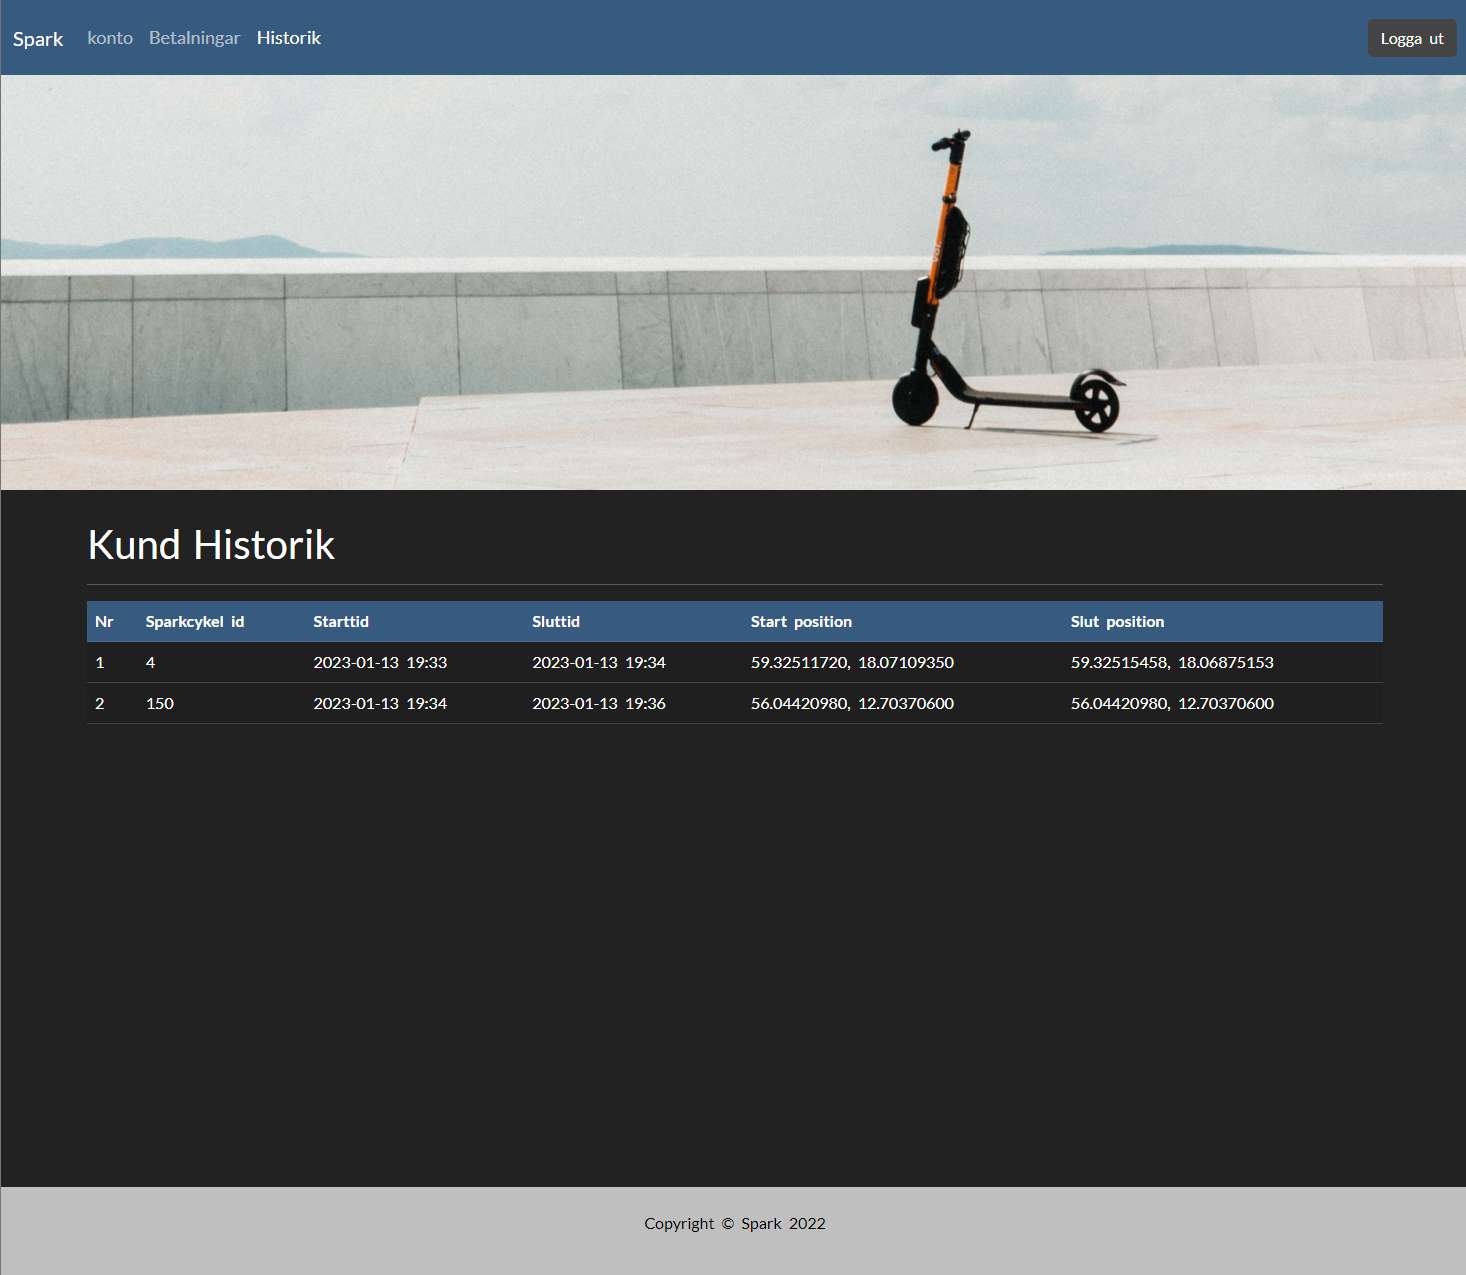 Spark konto Betalningar Historik Logga ut
Kund Historik
Nr Sparkcykel id Starttid Sluttid Start position Slut position
1 4 2023-01-13 19:33 2023-01-13 19:34 59.32511720, 18.07109350 59.32515458, 18.06875153
2 150 2023-01-13 19:34 2023-01-13 19:36 56.04420980, 12.70370600 56.04420980, 12.70370600
Copyright © Spark 2022